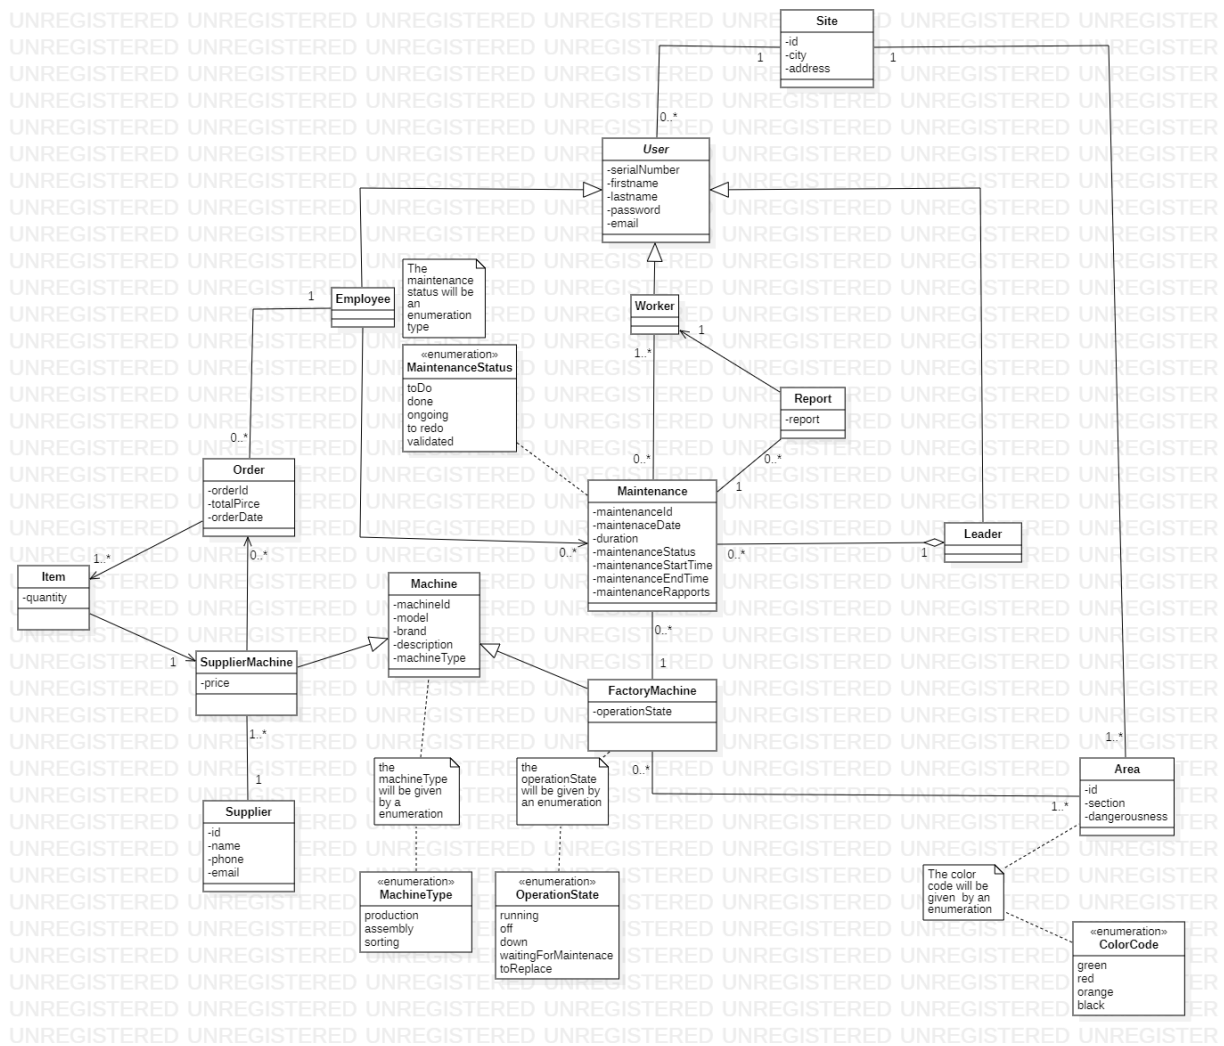 Site
-id
-city
-address
1
1
0..*
User
-serialNumber
-firstname
-lastname
-password
-email
The
maintenance
status will be
an
enumeration
type
1
Employee
Worker
1
1..*
«enumeration»
MaintenanceStatus
toDo
done
ongoing
to redo
validated
Report
-report
0..*
0..*
0..*
1
Order
-orderId
-totalPirce
-orderDate
Maintenance
-maintenanceId
-maintenaceDate
-duration
-maintenanceStatus
-maintenanceStartTime
-maintenanceEndTime
-maintenanceRapports
Leader
1..*
0..*
0..*
0..*
1
Item
-quantity
Machine
-machineId
-model
-brand
-description
-machineType
0..*
1
1
SupplierMachine
-price
FactoryMachine
-operationState
1..*
1..*
0..*
1
1..*
the
machineType
will be given
by a
enumeration
the
operationState
will be given by
an enumeration
Area
-id
-section
-dangerousness
Supplier
-id
-name
-phone
-email
«enumeration»
MachineType
production
assembly
sorting
«enumeration»
OperationState
running
off
down
waitingForMaintenace
toReplace
The color
code will be
given by an
enumeration
«enumeration»
ColorCode
green
red
orange
black
UNREGISTERED